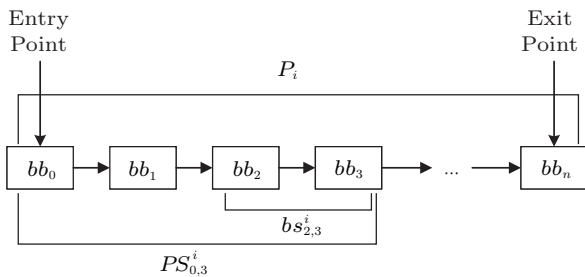 Entry Exit
Point Point
P_i
bb_0 bb_1 bb_2 bb_3 ... bb_n
bs^i_{2,3}
PS^i_{0,3}